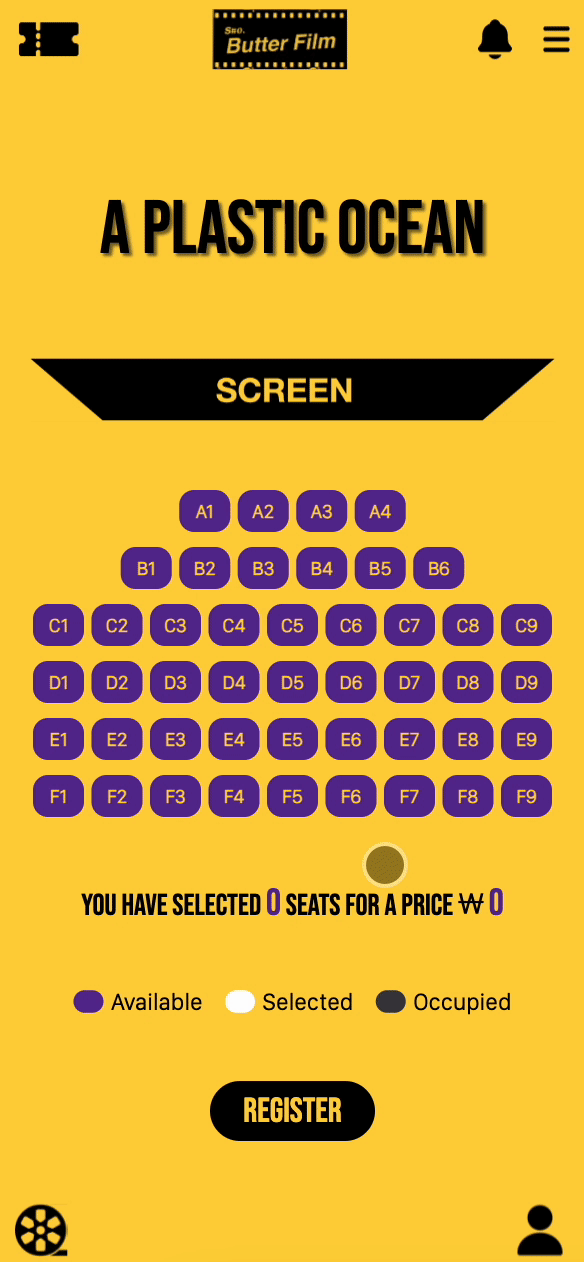 Suo.
Butter Film
A PLASTIC OCEAN
SCREEN
A1 A2 A3 A4
B1 B2 B3 B4 B5 B6
C1 C2 C3 C4 C5 C6 C7 C8 C9
D1 D2 D3 D4 D5 D6 D7 D8 D9
E1 E2 E3 E4 E5 E6 E7 E8 E9
F1 F2 F3 F4 F5 F6 F7 F8 F9
YOU HAVE SELECTED 0 SEATS FOR A PRICE ₩ 0
Available Selected Occupied
REGISTER